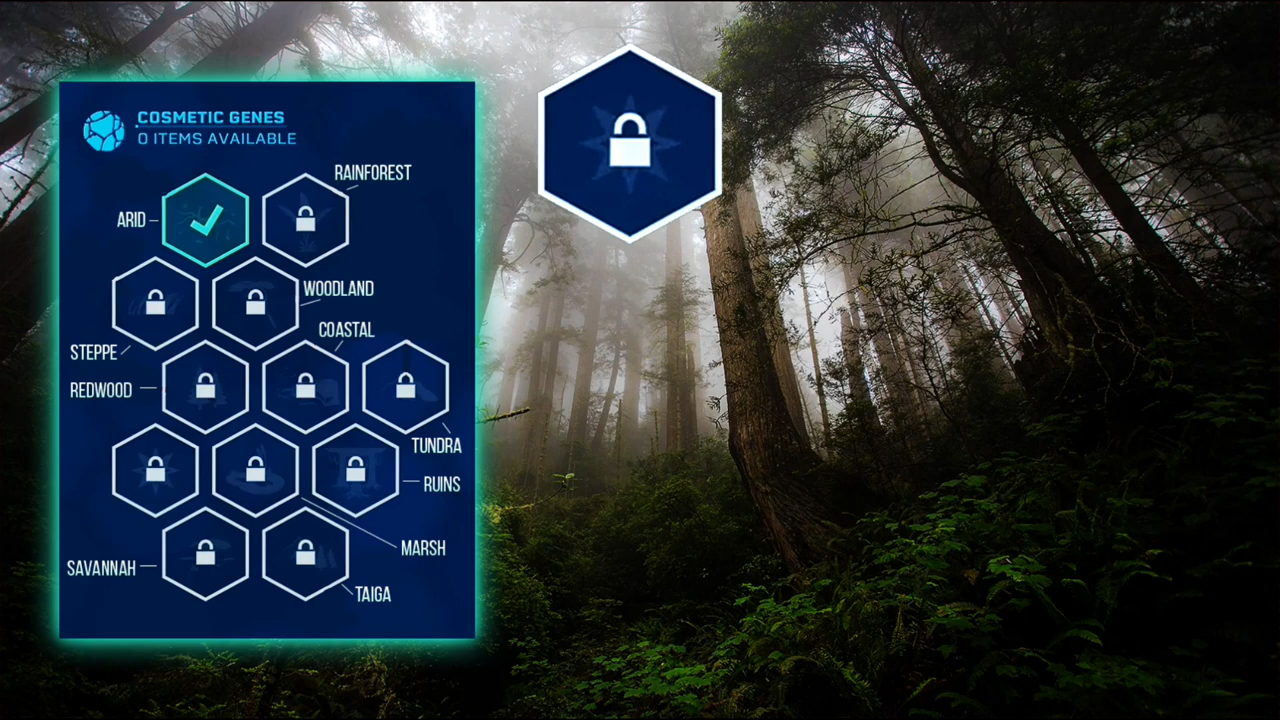 COSMETIC GENES
0 ITEMS AVAILABLE
RAINFOREST
ARID
WOODLAND
COASTAL
STEPPE
REDWOOD
TUNDRA
RUINS
MARSH
SAVANNAH
TAIGA